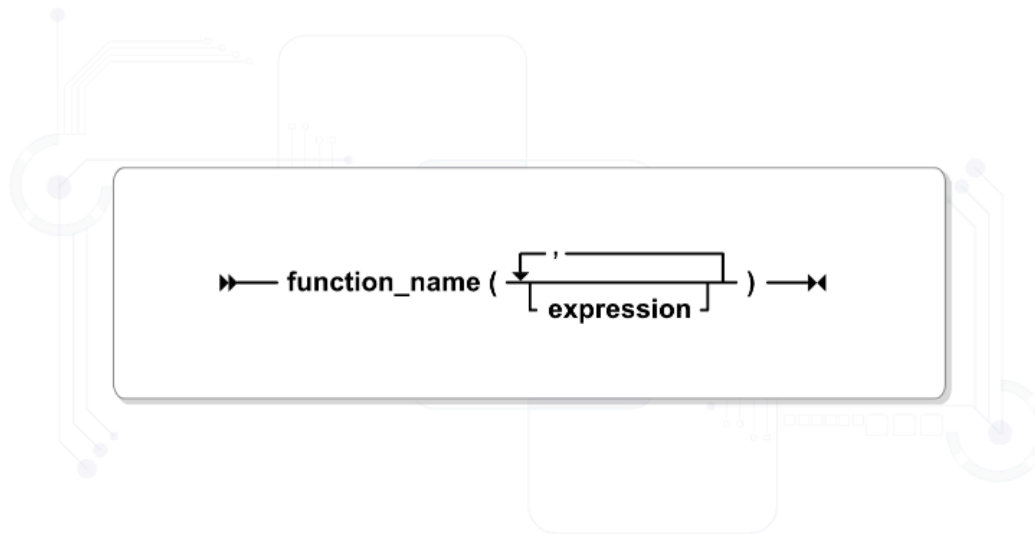 ,
function_name ( )
expression